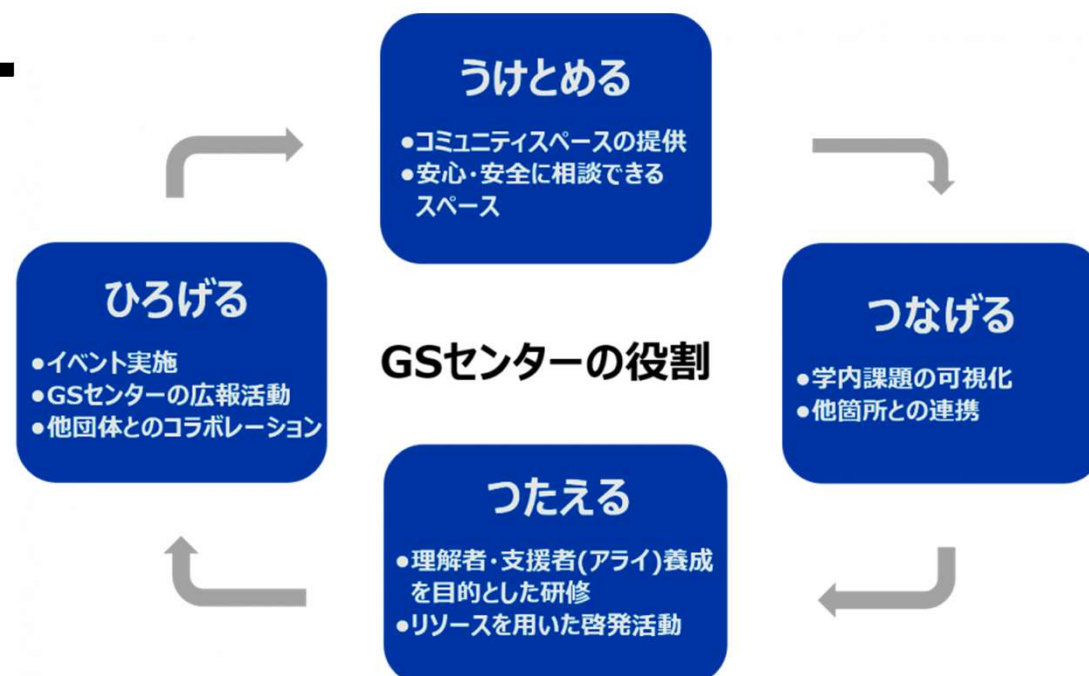 うけとめる
●コミュニティスペースの提供
●安心・安全に相談できる
スペース
つなげる
●学内課題の可視化
●他箇所との連携
つたえる
●理解者・支援者(アライ)養成
を目的とした研修
●リソースを用いた啓発活動
ひろげる
●イベント実施
●GSセンターの広報活動
●他団体とのコラボレーション
GSセンターの役割